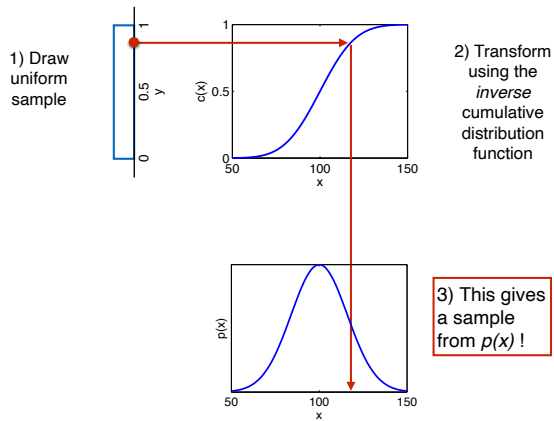 1) Draw
uniform
sample
0
0.5
1
y
1
0.5
0
c(x)
50
100
150
x
2) Transform
using the
inverse
cumulative
distribution
function
p(x)
50
100
150
x
3) This gives
a sample
from p(x) !